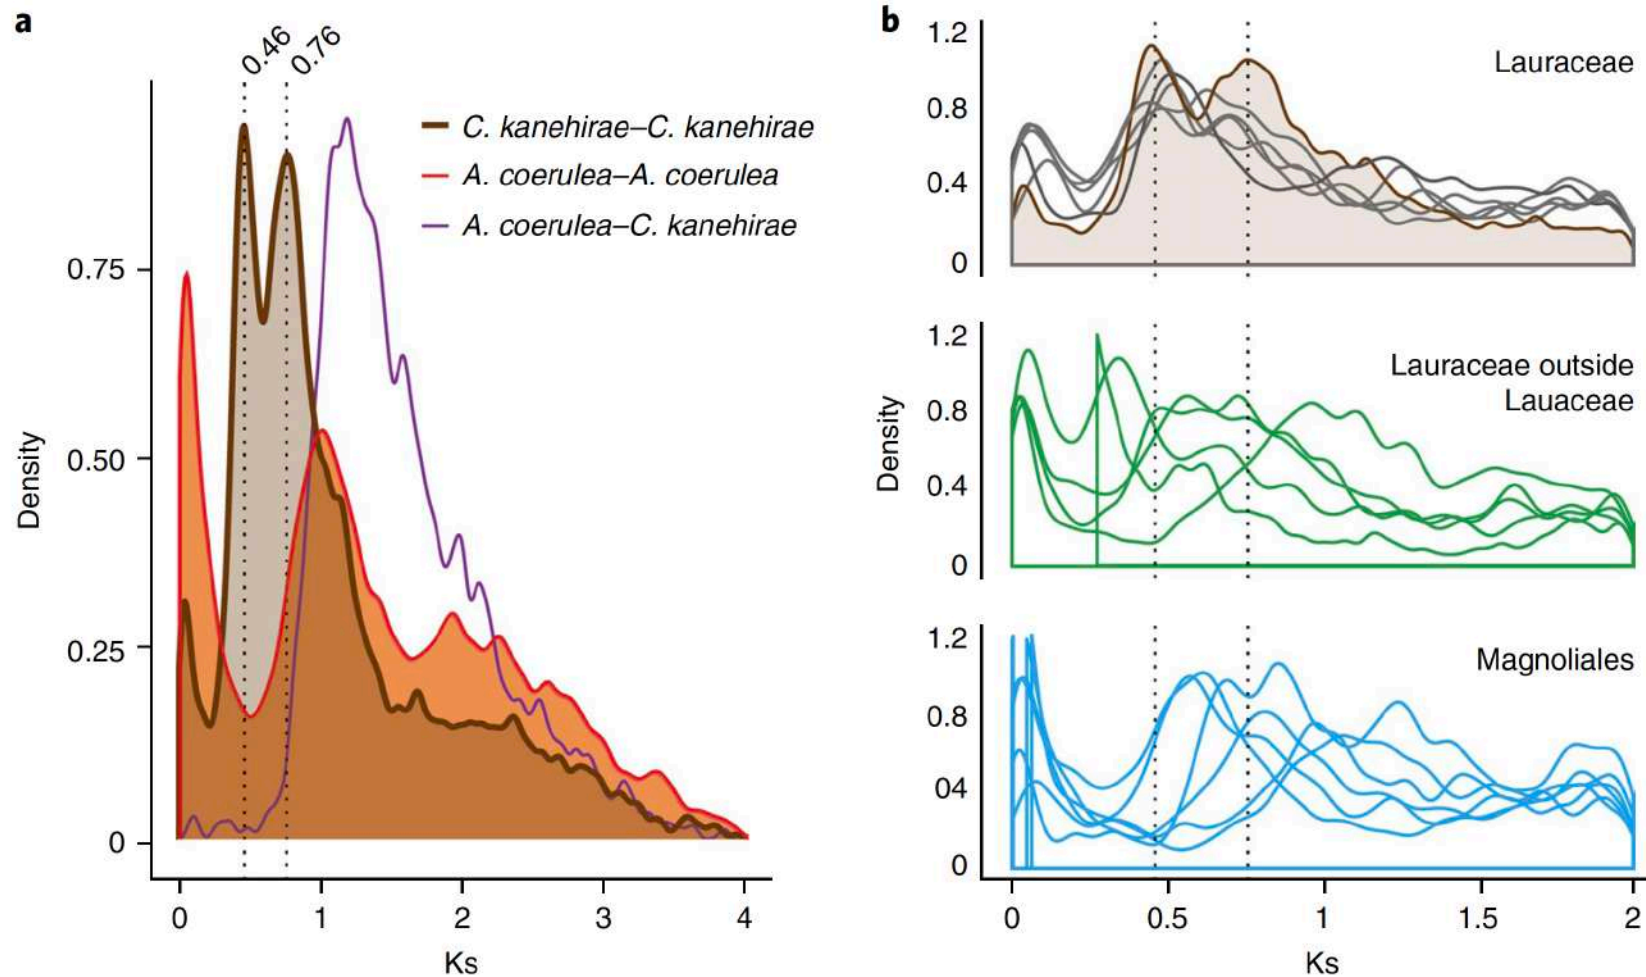 a
0.46
0.76
C. kanehirae–C. kanehirae
A. coerulea–A. coerulea
A. coerulea–C. kanehirae
Density
0.75
0.50
0.25
0
0 1 2 3 4
Ks
b
Density
1.2
0.8
0.4
0
Lauraceae
1.2
0.8
0.4
0
Lauraceae outside
Lauaceae
1.2
0.8
04
0
Magnoliales
0 0.5 1 1.5 2
Ks